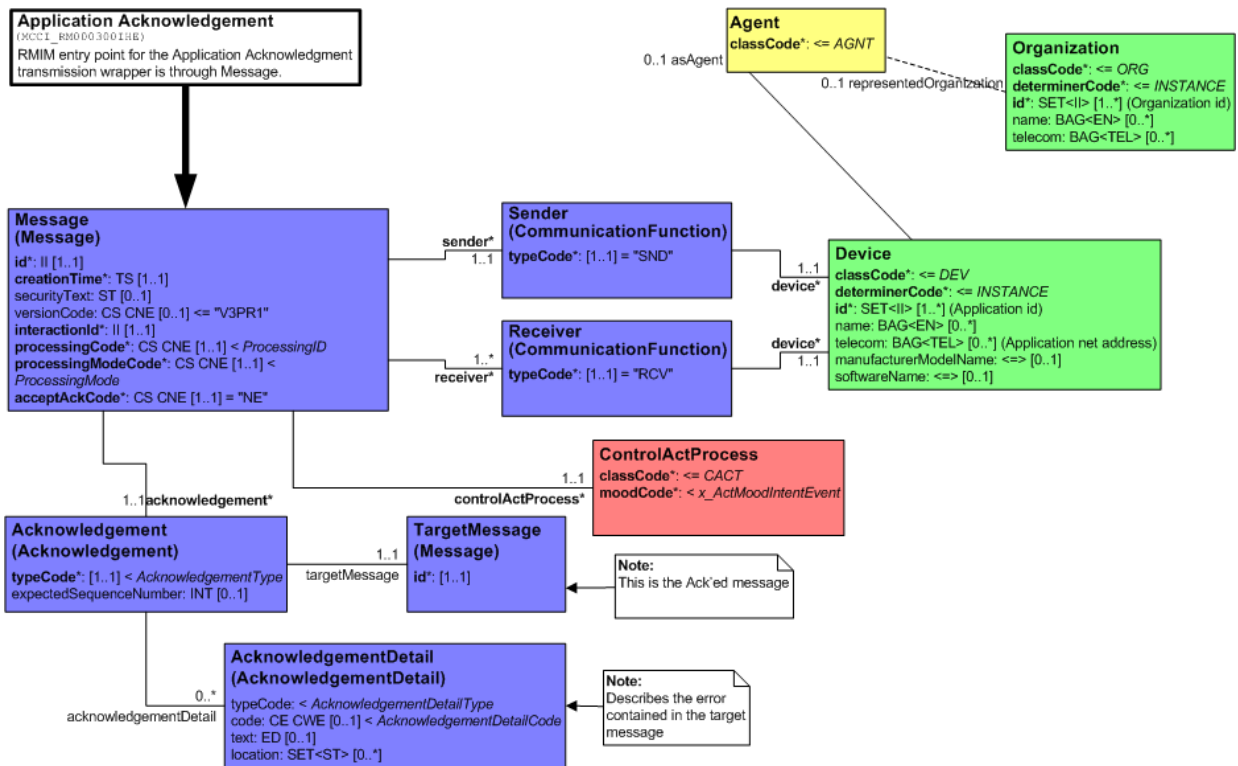 Application Acknowledgement
(MCCI_RM000300IHE)
RMIM entry point for the Application Acknowledgment
transmission wrapper is through Message.
Agent
classCode*: <= AGNT
0..1 asAgent
0..1 representedOrganization
Organization
classCode*: <= ORG
determinerCode*: <= INSTANCE
id*: SET<II> [1..*] (Organization id)
name: BAG<EN> [0..*]
telecom: BAG<TEL> [0..*]
Message
(Message)
id*: II [1..1]
creationTime*: TS [1..1]
securityText: ST [0..1]
versionCode: CS CNE [0..1] <= "V3PR1"
interactionId*: II [1..1]
processingCode*: CS CNE [1..1] < ProcessingID
processingModeCode*: CS CNE [1..1] <
ProcessingMode
acceptAckCode*: CS CNE [1..1] = "NE"
sender*
1..1
Sender
(CommunicationFunction)
typeCode*: [1..1] = "SND"
1..1
device*
1..*
receiver*
Receiver
(CommunicationFunction)
typeCode*: [1..1] = "RCV"
device*
1..1
Device
classCode*: <= DEV
determinerCode*: <= INSTANCE
id*: SET<II> [1..*] (Application id)
name: BAG<EN> [0..*]
telecom: BAG<TEL> [0..*] (Application net address)
manufacturerModelName: <=> [0..1]
softwareName: <=> [0..1]
1..1
controlActProcess*
ControlActProcess
classCode*: <= CACT
moodCode*: < x_ActMoodIntentEvent
1..1 acknowledgement*
Acknowledgement
(Acknowledgement)
typeCode*: [1..1] < AcknowledgementType
expectedSequenceNumber: INT [0..1]
1..1
targetMessage
TargetMessage
(Message)
id*: [1..1]
Note:
This is the Ack'ed message
0..*
acknowledgementDetail
AcknowledgementDetail
(AcknowledgementDetail)
typeCode: < AcknowledgementDetailType
code: CE CWE [0..1] < AcknowledgementDetailCode
text: ED [0..1]
location: SET<ST> [0..*]
Note:
Describes the error
contained in the target
message